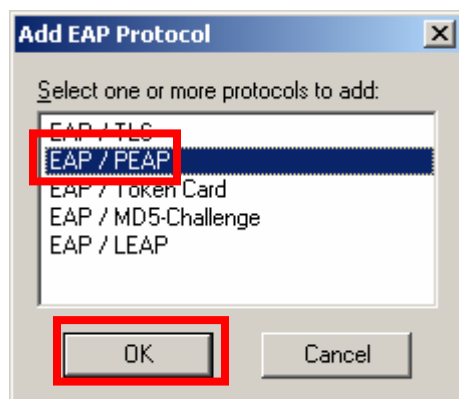 Add EAP Protocol
Select one or more protocols to add:
EAP / TLS
EAP / PEAP
EAP / Token Card
EAP / MD5-Challenge
EAP / LEAP
OK
Cancel